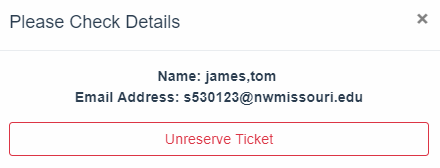 Please Check Details
×
Name: james,tom
Email Address: s530123@nwmissouri.edu
Unreserve Ticket